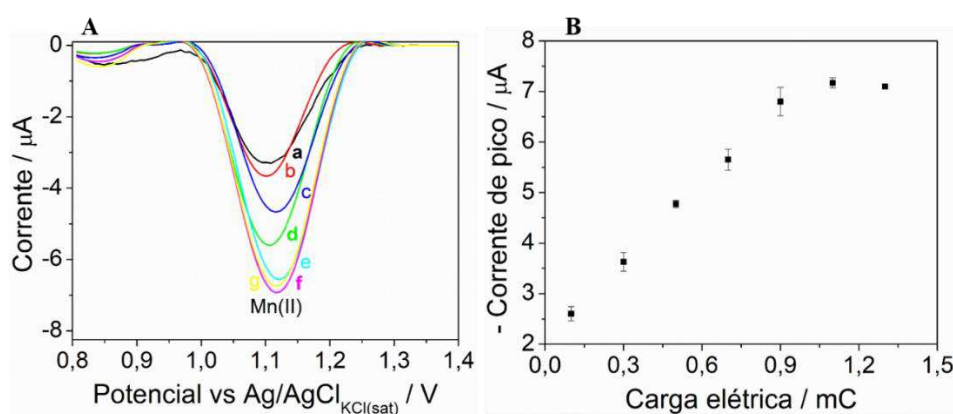 A
Corrente / μA
0
-2
-4
-6
-8
a
b
c
d
e
g
f
Mn(II)
0,8 0,9 1,0 1,1 1,2 1,3 1,4
Potencial vs Ag/AgCl KCl(sat) / V
B
- Corrente de pico / μA
8
7
6
5
4
3
2
0,0 0,3 0,6 0,9 1,2 1,5
Carga elétrica / mC